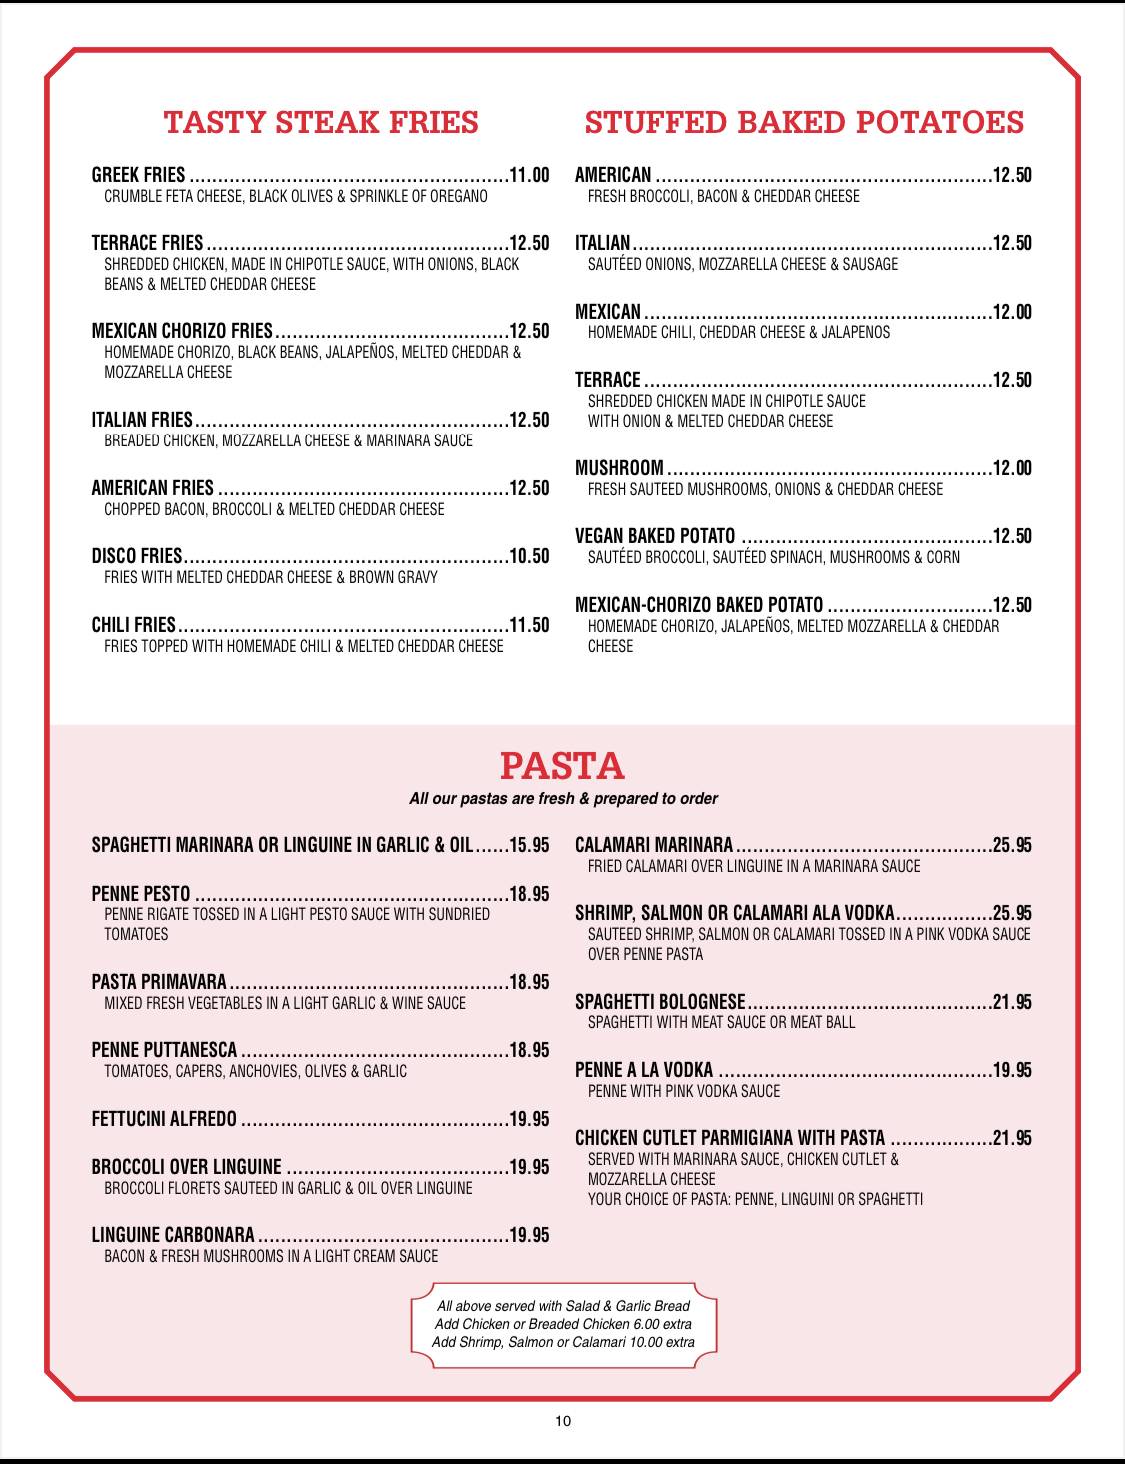 TASTY STEAK FRIES
GREEK FRIES ........................................................11.00
CRUMBLE FETA CHEESE, BLACK OLIVES & SPRINKLE OF OREGANO
TERRACE FRIES.....................................................12.50
SHREDDED CHICKEN, MADE IN CHIPOTLE SAUCE, WITH ONIONS, BLACK
BEANS & MELTED CHEDDAR CHEESE
MEXICAN CHORIZO FRIES.........................................12.50
HOMEMADE CHORIZO, BLACK BEANS, JALAPEÑOS, MELTED CHEDDAR &
MOZZARELLA CHEESE
ITALIAN FRIES.......................................................12.50
BREADED CHICKEN, MOZZARELLA CHEESE & MARINARA SAUCE
AMERICAN FRIES ...................................................12.50
CHOPPED BACON, BROCCOLI & MELTED CHEDDAR CHEESE
DISCO FRIES.........................................................10.50
FRIES WITH MELTED CHEDDAR CHEESE & BROWN GRAVY
CHILI FRIES..........................................................11.50
FRIES TOPPED WITH HOMEMADE CHILI & MELTED CHEDDAR CHEESE
STUFFED BAKED POTATOES
AMERICAN ...........................................................12.50
FRESH BROCCOLI, BACON & CHEDDAR CHEESE
ITALIAN...............................................................12.50
SAUTÉED ONIONS, MOZZARELLA CHEESE & SAUSAGE
MEXICAN .............................................................12.00
HOMEMADE CHILI, CHEDDAR CHEESE & JALAPENOS
TERRACE .............................................................12.50
SHREDDED CHICKEN MADE IN CHIPOTLE SAUCE
WITH ONION & MELTED CHEDDAR CHEESE
MUSHROOM .........................................................12.00
FRESH SAUTEED MUSHROOMS, ONIONS & CHEDDAR CHEESE
VEGAN BAKED POTATO ............................................12.50
SAUTÉED BROCCOLI, SAUTÉED SPINACH, MUSHROOMS & CORN
MEXICAN-CHORIZO BAKED POTATO .............................12.50
HOMEMADE CHORIZO, JALAPEÑOS, MELTED MOZZARELLA & CHEDDAR
CHEESE
PASTA
All our pastas are fresh & prepared to order
SPAGHETTI MARINARA OR LINGUINE IN GARLIC & OIL......15.95
PENNE PESTO .......................................................18.95
PENNE RIGATE TOSSED IN A LIGHT PESTO SAUCE WITH SUNDRIED
TOMATOES
PASTA PRIMAVARA.................................................18.95
MIXED FRESH VEGETABLES IN A LIGHT GARLIC & WINE SAUCE
PENNE PUTTANESCA ...............................................18.95
TOMATOES, CAPERS, ANCHOVIES, OLIVES & GARLIC
FETTUCINI ALFREDO ...............................................19.95
BROCCOLI OVER LINGUINE .......................................19.95
BROCCOLI FLORETS SAUTEED IN GARLIC & OIL OVER LINGUINE
LINGUINE CARBONARA ............................................19.95
BACON & FRESH MUSHROOMS IN A LIGHT CREAM SAUCE
CALAMARI MARINARA .............................................25.95
FRIED CALAMARI OVER LINGUINE IN A MARINARA SAUCE
SHRIMP, SALMON OR CALAMARI ALA VODKA.................25.95
SAUTEED SHRIMP, SALMON OR CALAMARI TOSSED IN A PINK VODKA SAUCE
OVER PENNE PASTA
SPAGHETTI BOLOGNESE...........................................21.95
SPAGHETTI WITH MEAT SAUCE OR MEAT BALL
PENNE A LA VODKA ................................................19.95
PENNE WITH PINK VODKA SAUCE
CHICKEN CUTLET PARMIGIANA WITH PASTA ..................21.95
SERVED WITH MARINARA SAUCE, CHICKEN CUTLET &
MOZZARELLA CHEESE
YOUR CHOICE OF PASTA: PENNE, LINGUINI OR SPAGHETTI
All above served with Salad & Garlic Bread
Add Chicken or Breaded Chicken 6.00 extra
Add Shrimp, Salmon or Calamari 10.00 extra
10